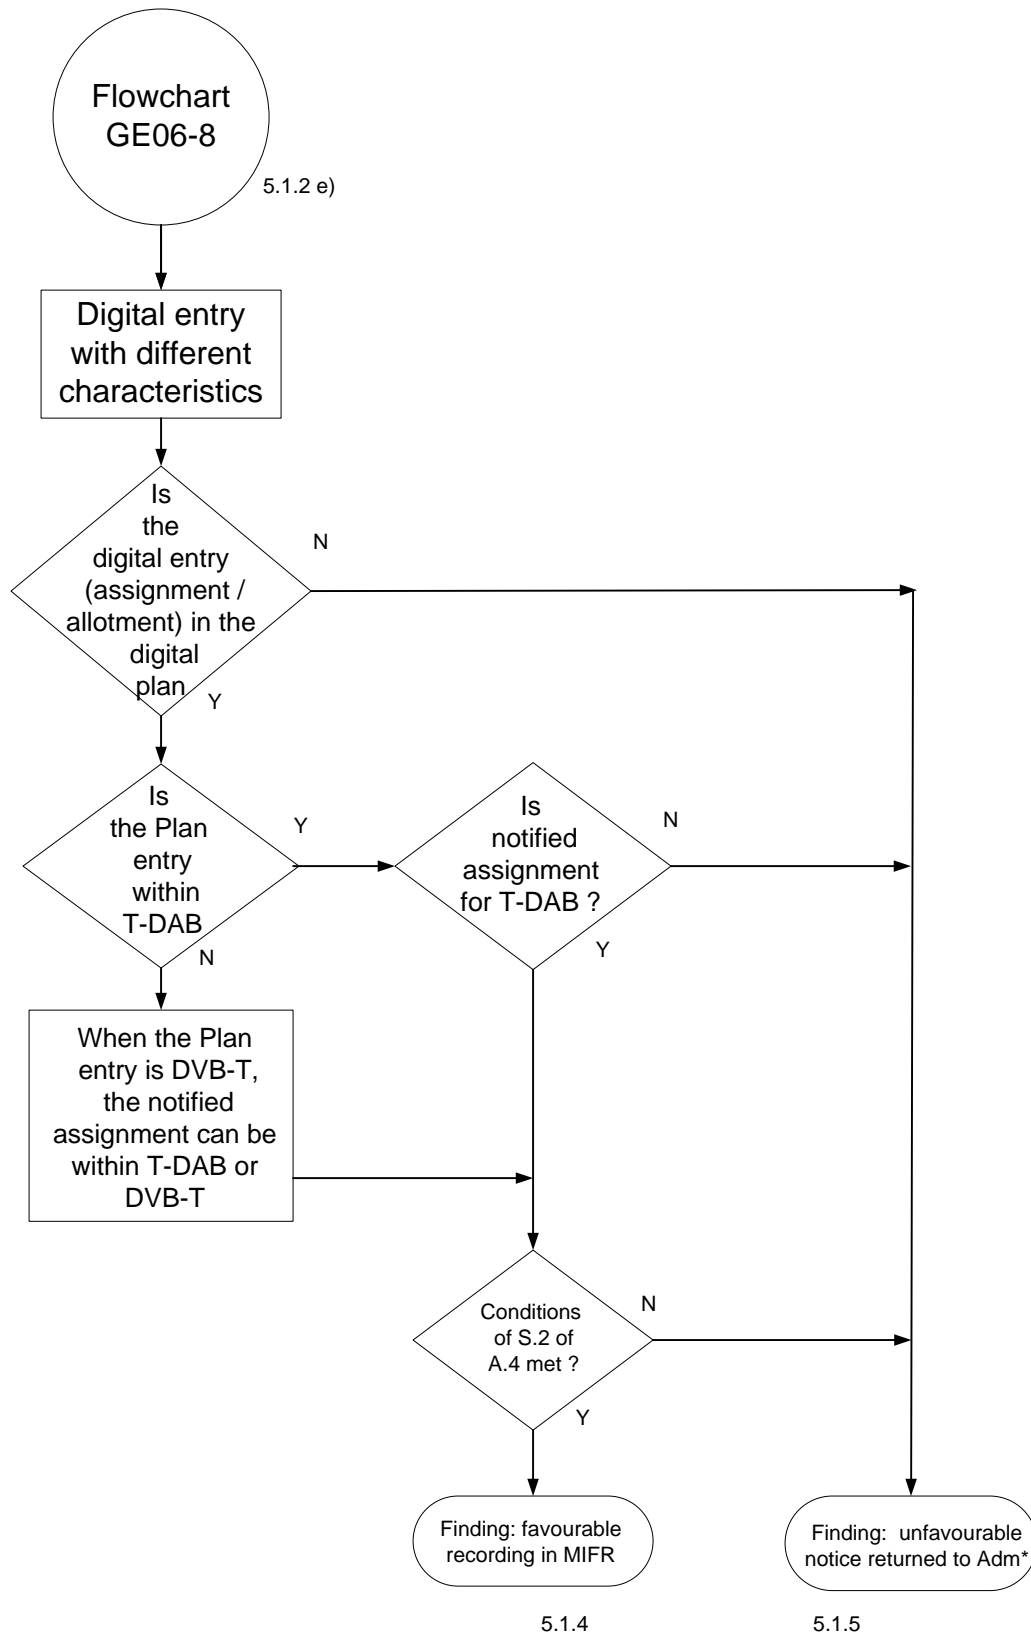 Flowchart
GE06-8
5.1.2 e)
Digital entry
with different
characteristics
Is
the
digital entry
(assignment /
allotment) in the
digital
plan
N
Y
Is
the Plan
entry
within
T-DAB
Y
N
Is
notified
assignment
for T-DAB ?
N
Y
When the Plan
entry is DVB-T,
the notified
assignment can be
within T-DAB or
DVB-T
Conditions
of S.2 of
A.4 met ?
N
Y
Finding: favourable
recording in MIFR
5.1.4
Finding: unfavourable
notice returned to Adm*
5.1.5